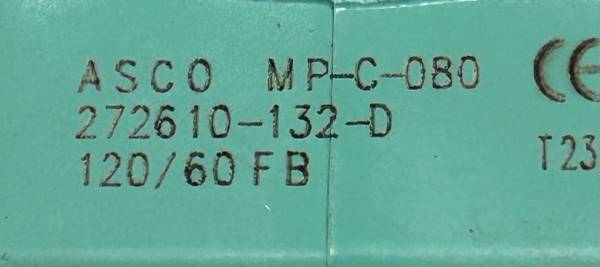 ASCO MP-C-080
272610-132-D
120/60 FB
CE
T23